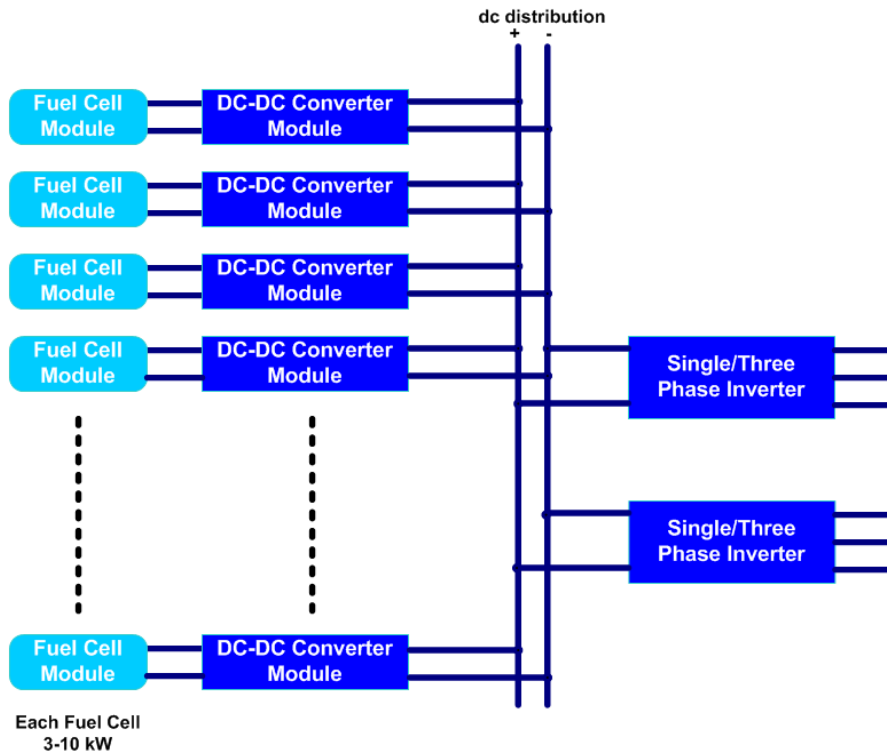 dc distribution
+ -
Fuel Cell
Module
DC-DC Converter
Module
Fuel Cell
Module
DC-DC Converter
Module
Fuel Cell
Module
DC-DC Converter
Module
Fuel Cell
Module
DC-DC Converter
Module
Single/Three
Phase Inverter
Single/Three
Phase Inverter
Fuel Cell
Module
DC-DC Converter
Module
Each Fuel Cell
3-10 kW